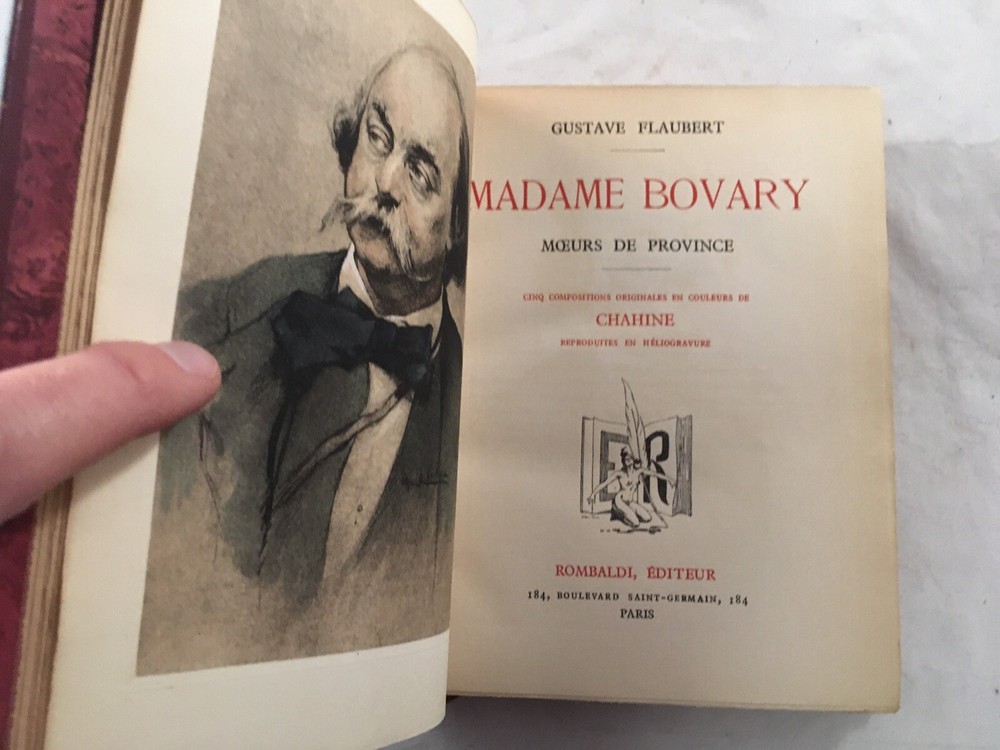 GUSTAVE FLAUBERT
MADAME BOVARY
MŒURS DE PROVINCE
CINQ COMPOSITIONS ORIGINALES EN COULEURS DE
CHAHINE
REPRODUITES EN HÉLIOGRAVURE
ER
ROMBALDI, ÉDITEUR
184, BOULEVARD SAINT-GERMAIN, 184
PARIS